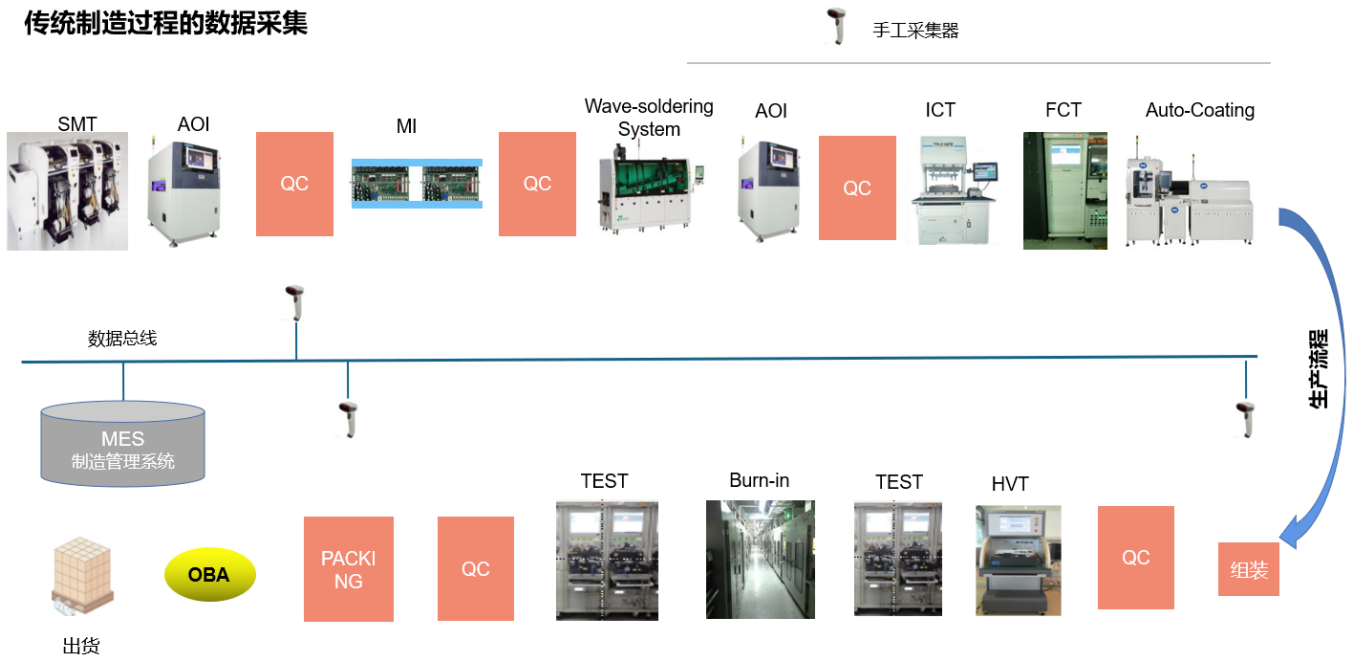 传统制造过程的数据采集
手工采集器
SMT
AOI
QC
MI
QC
Wave-soldering
System
AOI
QC
ICT
FCT
Auto-Coating
数据总线
MES
制造管理系统
生产流程
TEST
Burn-in
TEST
HVT
出货
OBA
PACKI
NG
QC
QC
组装